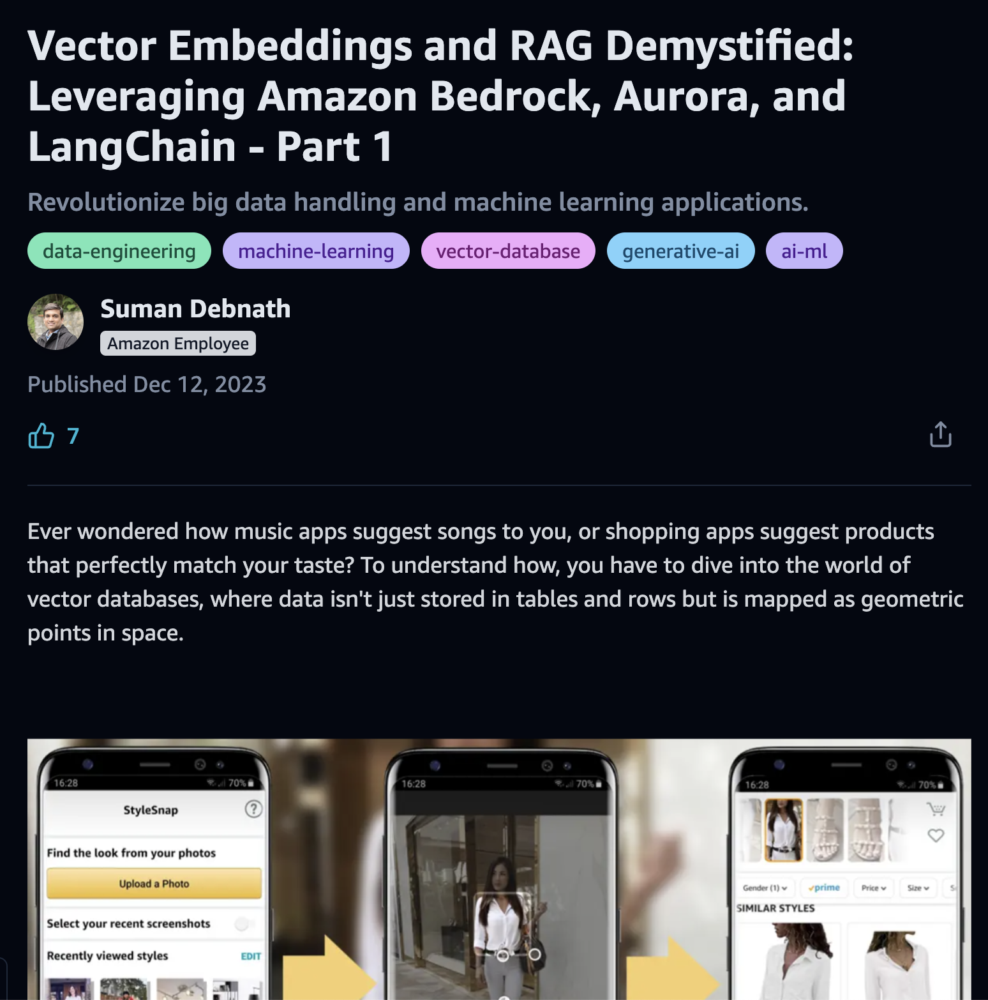 Vector Embeddings and RAG Demystified:
Leveraging Amazon Bedrock, Aurora, and
LangChain - Part 1
Revolutionize big data handling and machine learning applications.
data-engineering machine-learning vector-database generative-ai ai-ml
Suman Debnath
Amazon Employee
Published Dec 12, 2023
7
Ever wondered how music apps suggest songs to you, or shopping apps suggest products
that perfectly match your taste? To understand how, you have to dive into the world of
vector databases, where data isn't just stored in tables and rows but is mapped as geometric
points in space.
16:28 70%
StyleSnap ?
Find the look from your photos
Upload a Photo
Select your recent screenshots
Recently viewed styles EDIT
16:28 70%
16:28 70%
Gender (1) prime Price Size
SIMILAR STYLES